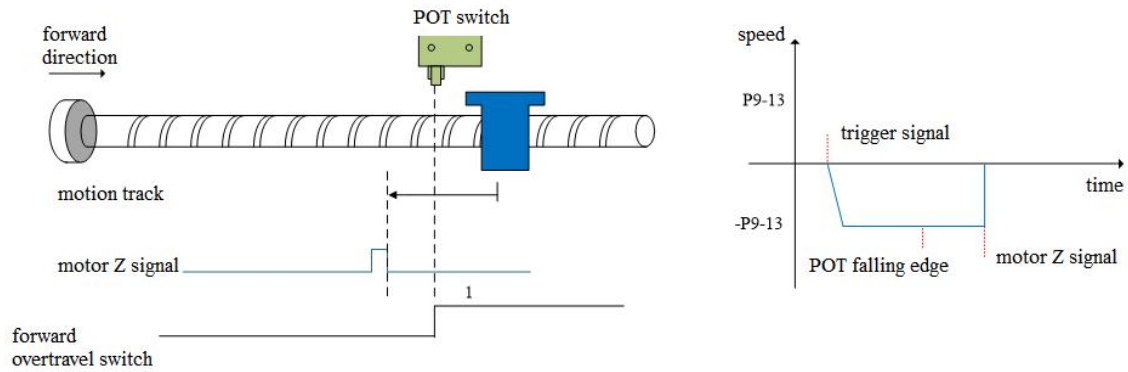 POT switch
forward
direction
motion track
motor Z signal
1
forward
overtravel switch
speed
P9-13
trigger signal
time
-P9-13
POT falling edge
motor Z signal